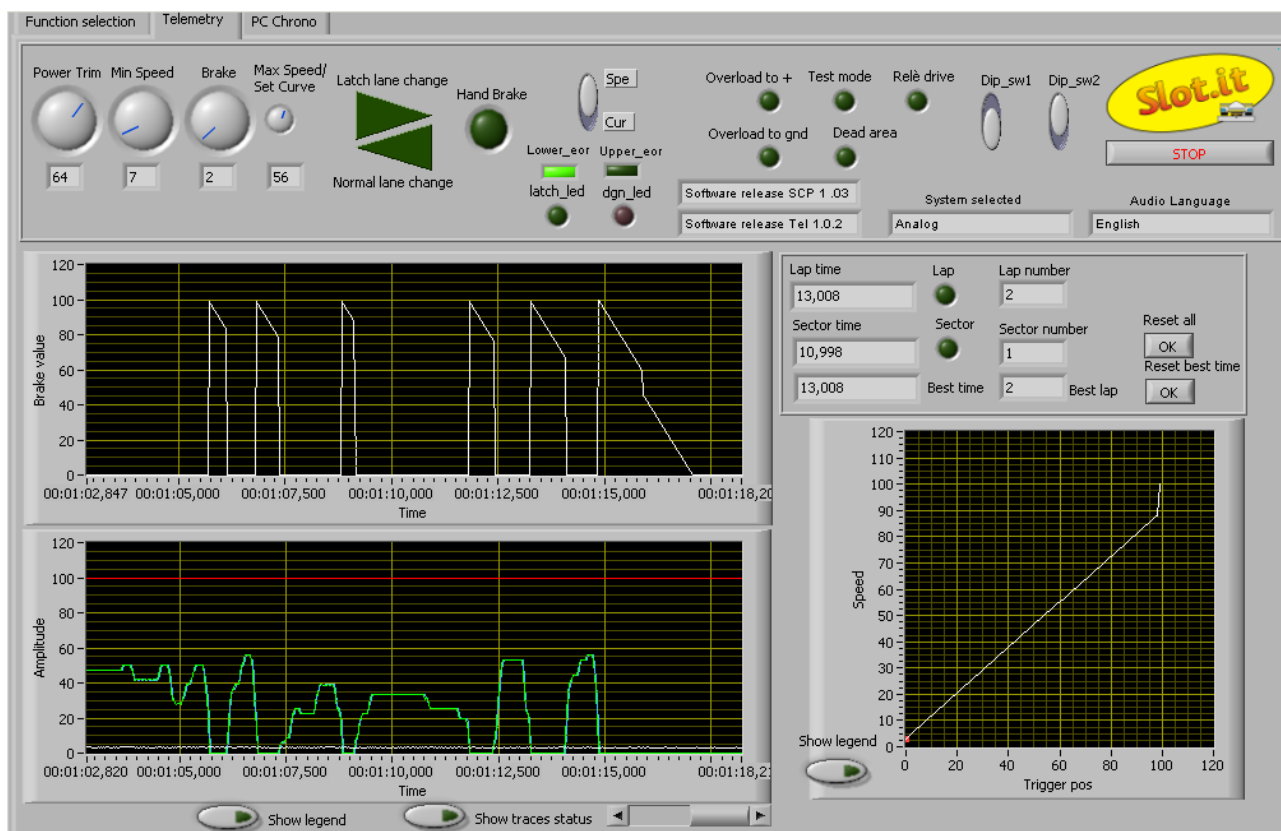 Function selection Telemetry PC Chrono
Power Trim Min Speed Brake Max Speed/
Set Curve
64 7 2 56
Latch lane change
Normal lane change
Hand Brake
Spe
Cur
Lower_eor Upper_eor
latch_led dgn_led
Overload to + Test mode Relè drive
Overload to gnd Dead area
Dip_sw1 Dip_sw2
Slot.it
STOP
Software release SCP 1 .03
Software release Tel 1.0.2
System selected
Analog
Audio Language
English
120
100
80
60
40
20
0
Brake value
00:01:02,847 00:01:05,000 00:01:07,500 00:01:10,000 00:01:12,500 00:01:15,000 00:01:18,20
Time
Lap time Lap Lap number
13,008 2
Sector time Sector Sector number
10,998 1
13,008 Best time 2 Best lap
Reset all
OK
Reset best time
OK
120
100
80
60
40
20
0
Amplitude
00:01:02,820 00:01:05,000 00:01:07,500 00:01:10,000 00:01:12,500 00:01:15,000 00:01:18,21
Time
Show legend Show traces status
120
110
100
90
80
70
60
50
40
30
20
10
0
Speed
0 20 40 60 80 100 120
Trigger pos
Show legend